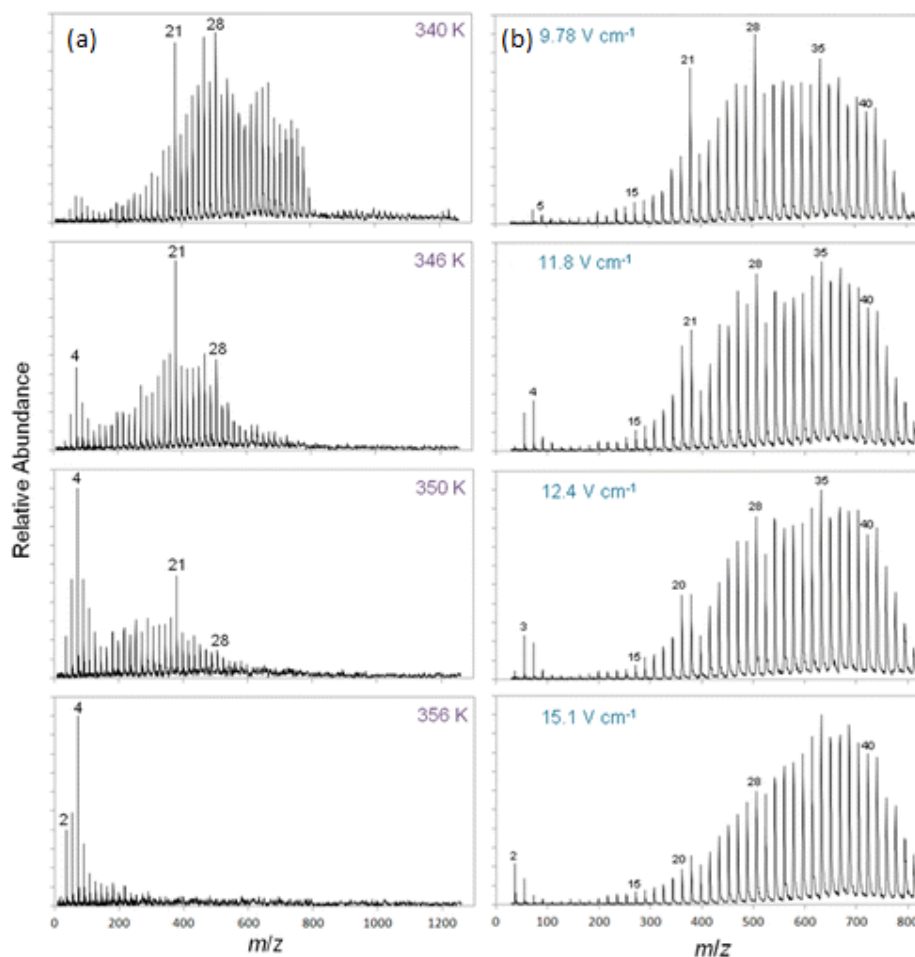 (a)
21
28
340 K
(b)
9.78 V cm⁻¹
5
15
21
28
35
40
4
21
28
346 K
11.8 V cm⁻¹
4
15
21
28
35
40
Relative Abundance
4
21
28
350 K
12.4 V cm⁻¹
3
15
20
28
35
40
2
4
356 K
15.1 V cm⁻¹
2
15
20
28
40
0 200 400 600 800 1000 1200
m/z
0 100 200 300 400 500 600 700 800
m/z